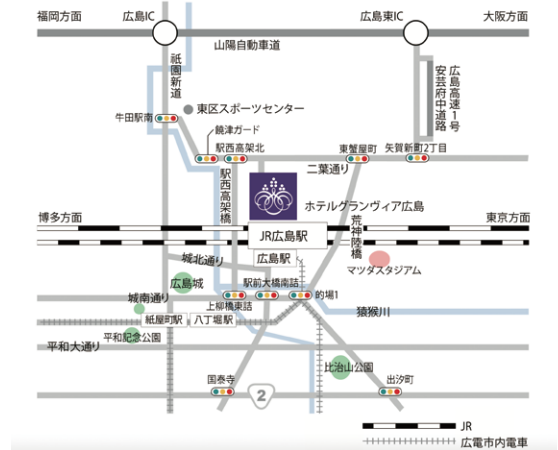 福岡方面
広島IC
広島東IC
大阪方面
山陽自動車道
祇園新道
広島高速1号
安芸府中道路
東区スポーツセンター
牛田駅南
饒津ガード
駅西高架北
東蟹屋町
矢賀新町2丁目
二葉通り
駅西高架橋
ホテルグランヴィア広島
荒神陸橋
博多方面
東京方面
JR広島駅
城北通り
広島駅
マツダスタジアム
広島城
駅前大橋南詰
城南通り
上柳橋東詰
的場1
猿猴川
紙屋町駅
八丁堀駅
平和記念公園
平和大通り
比治山公園
国泰寺
2
出汐町
JR
広電市内電車